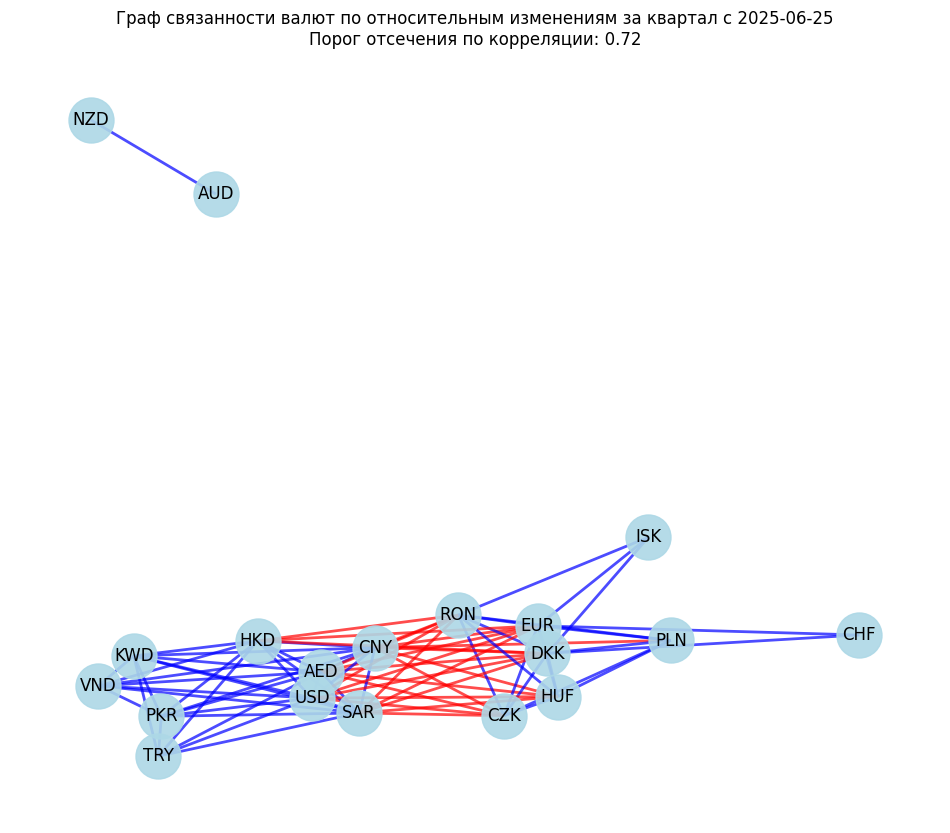 Граф связанности валют по относительным изменениям за квартал с 2025-06-25
Порог отсечения по корреляции: 0.72
NZD
AUD
ISK
RON
EUR
CHF
HKD
PLN
CNY
DKK
KWD
AED
VND
USD
HUF
SAR
PKR
CZK
TRY